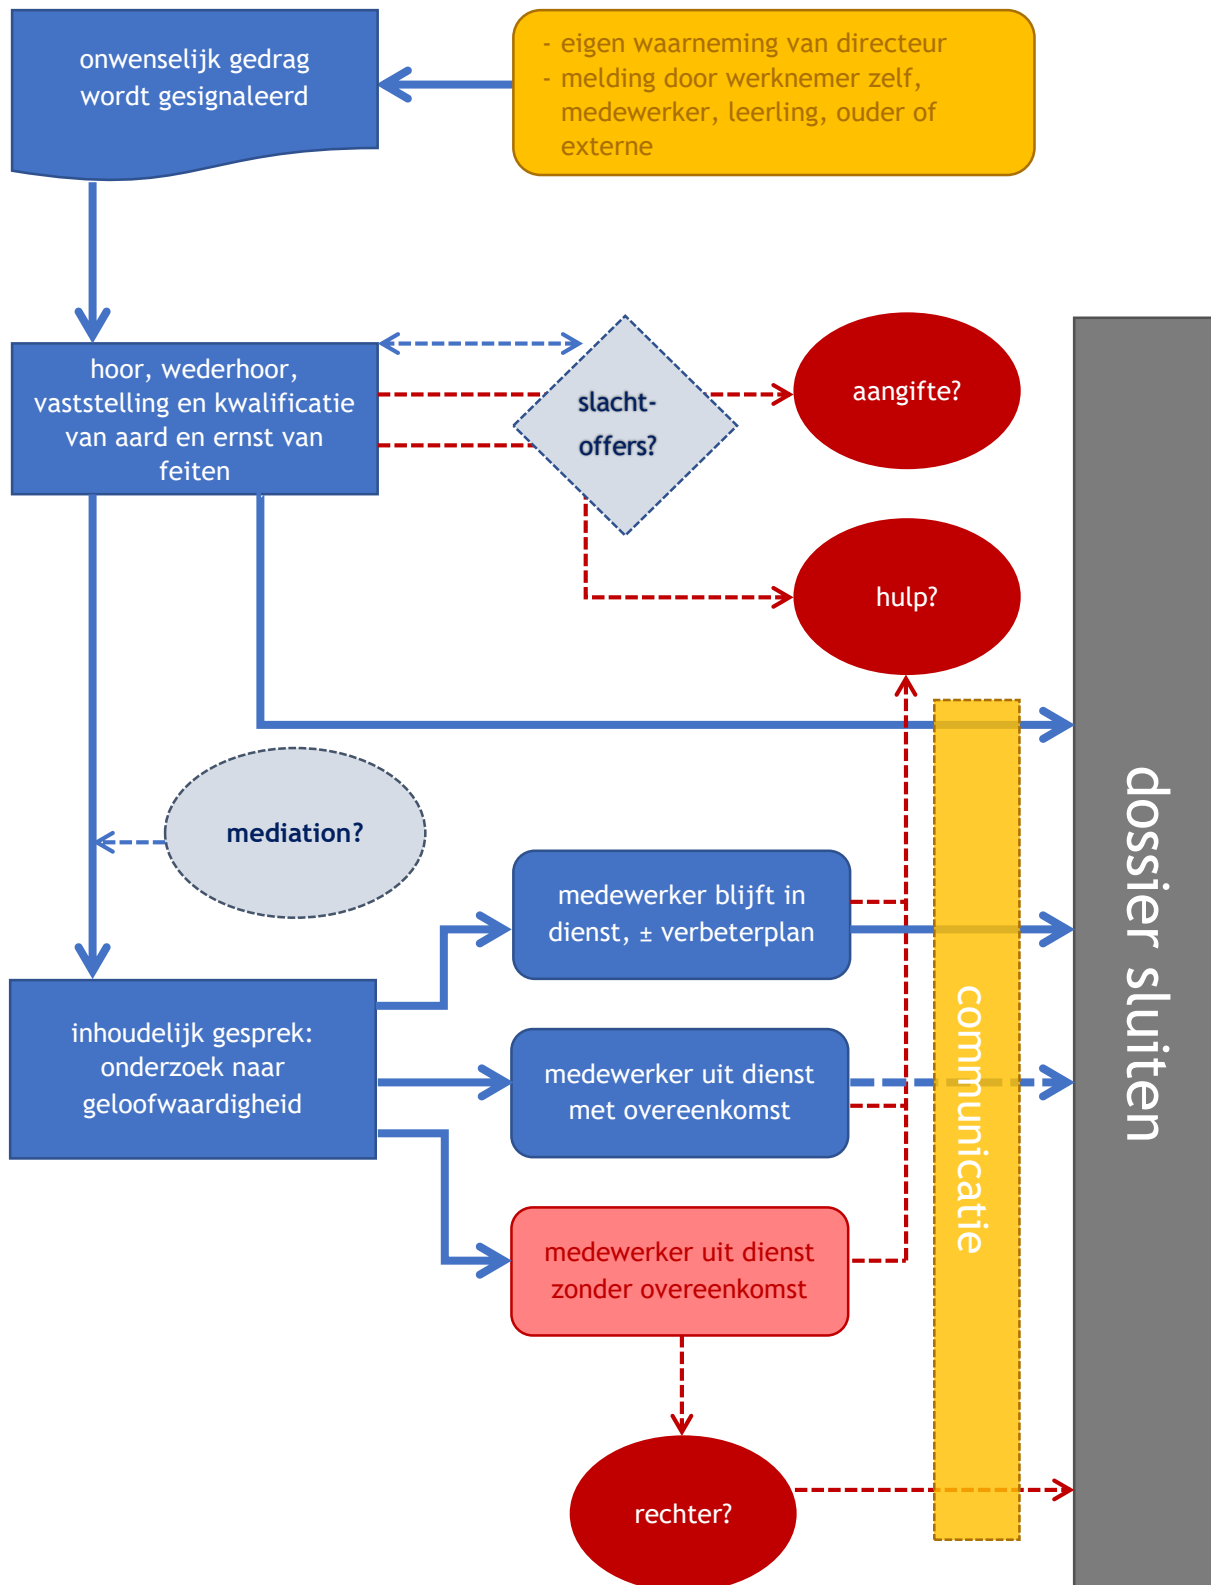 onwenselijk gedrag
wordt gesignaleerd
- eigen waarneming van directeur
- melding door werknemer zelf,
medewerker, leerling, ouder of
externe
hoor, wederhoor,
vaststelling en kwalificatie
van aard en ernst van
feiten
slacht-
offers?
aangifte?
hulp?
mediation?
medewerker blijft in
dienst, ± verbeterplan
inhoudelijk gesprek:
onderzoek naar
geloofwaardigheid
medewerker uit dienst
met overeenkomst
medewerker uit dienst
zonder overeenkomst
rechter?
communicatie
dossier sluiten